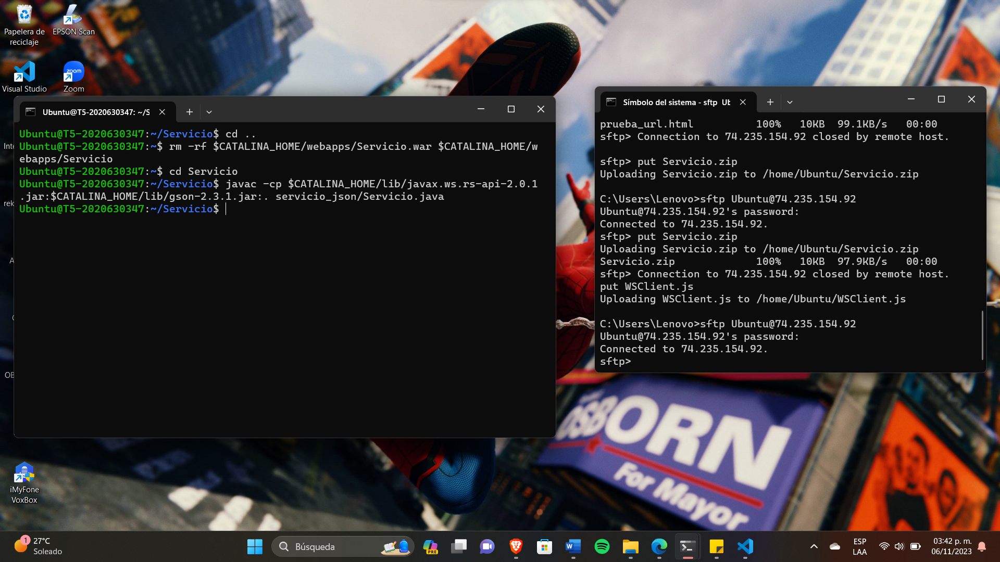 Papelera de
reciclaje
EPSON Scan
Visual Studio
zoom
Zoom
Ubuntu@T5-2020630347: ~/S
Ubuntu@T5-2020630347:~/Servicio$ cd ..
Ubuntu@T5-2020630347:~$ rm -rf $CATALINA_HOME/webapps/Servicio.war $CATALINA_HOME/w
ebapps/Servicio
Ubuntu@T5-2020630347:~$ cd Servicio
Ubuntu@T5-2020630347:~/Servicio$ javac -cp $CATALINA_HOME/lib/javax.ws.rs-api-2.0.1
.jar:$CATALINA_HOME/lib/gson-2.3.1.jar:. servicio_json/Servicio.java
Ubuntu@T5-2020630347:~/Servicio$
Inte
rek
A
OB
Símbolo del sistema - sftp Ub
prueba_url.html 100% 10KB 99.1KB/s 00:00
sftp> Connection to 74.235.154.92 closed by remote host.
sftp> put Servicio.zip
Uploading Servicio.zip to /home/Ubuntu/Servicio.zip
C:\Users\Lenovo>sftp Ubuntu@74.235.154.92
Ubuntu@74.235.154.92's password:
Connected to 74.235.154.92.
sftp> put Servicio.zip
Uploading Servicio.zip to /home/Ubuntu/Servicio.zip
Servicio.zip 100% 10KB 97.9KB/s 00:00
sftp> Connection to 74.235.154.92 closed by remote host.
put WSClient.js
Uploading WSClient.js to /home/Ubuntu/WSClient.js
C:\Users\Lenovo>sftp Ubuntu@74.235.154.92
Ubuntu@74.235.154.92's password:
Connected to 74.235.154.92.
sftp>
OSBORN
For Mayor
iMyFone
VoxBox
1
27°C
Soleado
Búsqueda
PRE
ESP
LAA
03:42 p. m.
06/11/2023